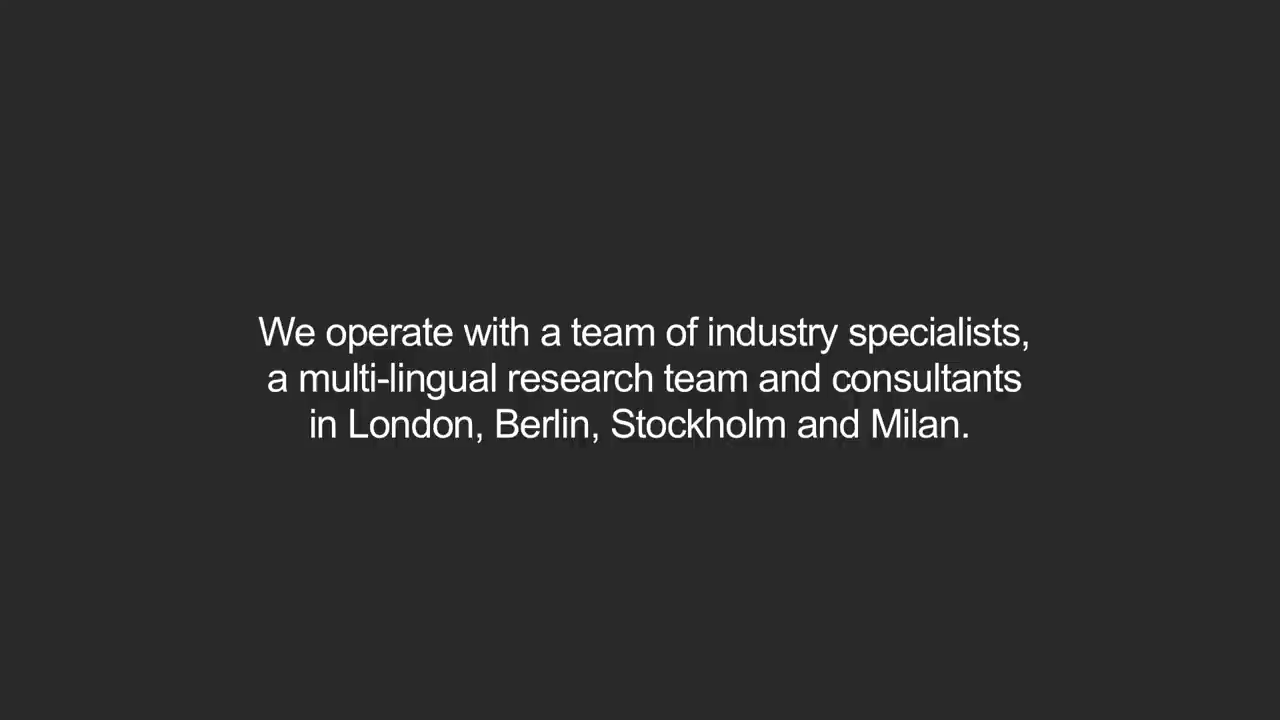 We operate with a team of industry specialists,
a multi-lingual research team and consultants
in London, Berlin, Stockholm and Milan.